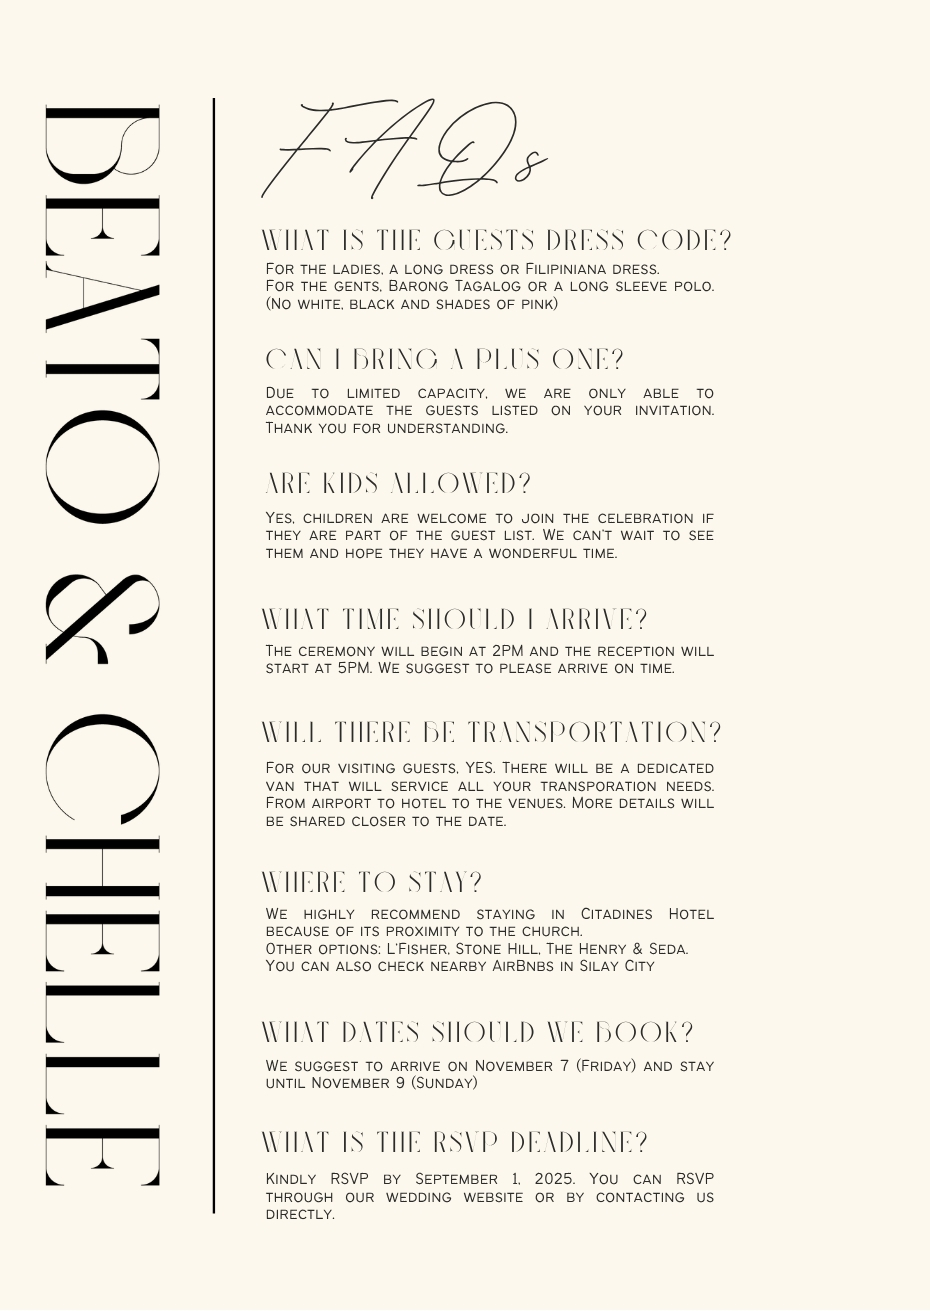 BEATO & CHELLE
FAQs
WHAT IS THE GUESTS DRESS CODE?
FOR THE LADIES, A LONG DRESS OR FILIPINIANA DRESS.
FOR THE GENTS, BARONG TAGALOG OR A LONG SLEEVE POLO.
(NO WHITE, BLACK AND SHADES OF PINK)
CAN I BRING A PLUS ONE?
DUE TO LIMITED CAPACITY, WE ARE ONLY ABLE TO
ACCOMMODATE THE GUESTS LISTED ON YOUR INVITATION.
THANK YOU FOR UNDERSTANDING.
ARE KIDS ALLOWED?
YES, CHILDREN ARE WELCOME TO JOIN THE CELEBRATION IF
THEY ARE PART OF THE GUEST LIST. WE CAN'T WAIT TO SEE
THEM AND HOPE THEY HAVE A WONDERFUL TIME.
WHAT TIME SHOULD I ARRIVE?
THE CEREMONY WILL BEGIN AT 2PM AND THE RECEPTION WILL
START AT 5PM. WE SUGGEST TO PLEASE ARRIVE ON TIME.
WILL THERE BE TRANSPORTATION?
FOR OUR VISITING GUESTS, YES. THERE WILL BE A DEDICATED
VAN THAT WILL SERVICE ALL YOUR TRANSPORATION NEEDS.
FROM AIRPORT TO HOTEL TO THE VENUES. MORE DETAILS WILL
BE SHARED CLOSER TO THE DATE.
WHERE TO STAY?
WE HIGHLY RECOMMEND STAYING IN CITADINES HOTEL
BECAUSE OF ITS PROXIMITY TO THE CHURCH.
OTHER OPTIONS: L'FISHER, STONE HILL, THE HENRY & SEDA.
YOU CAN ALSO CHECK NEARBY AIRBNBS IN SILAY CITY
WHAT DATES SHOULD WE BOOK?
WE SUGGEST TO ARRIVE ON NOVEMBER 7 (FRIDAY) AND STAY
UNTIL NOVEMBER 9 (SUNDAY)
WHAT IS THE RSVP DEADLINE?
KINDLY RSVP BY SEPTEMBER 1, 2025. YOU CAN RSVP
THROUGH OUR WEDDING WEBSITE OR BY CONTACTING US
DIRECTLY.